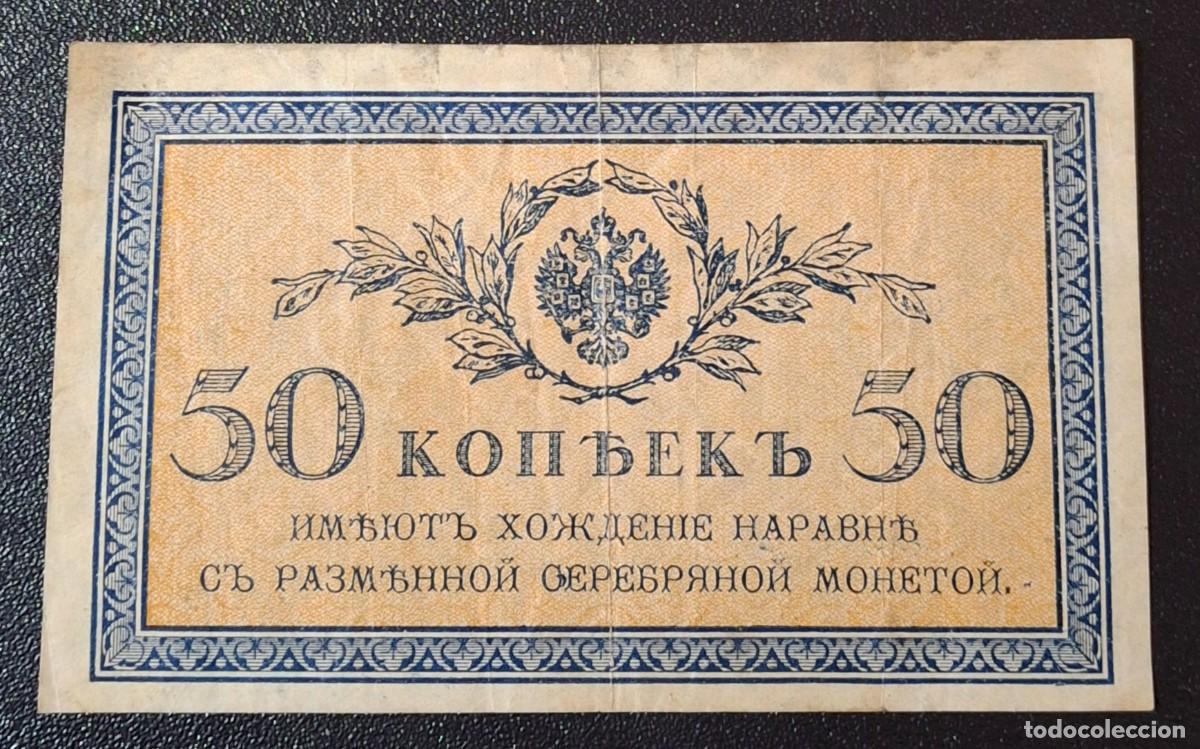 50 КОПѢЕКЪ 50
ИМѢЮТЪ ХОЖДЕНІЕ НАРАВНѢ
СЪ РАЗМѢННОЙ СЕРЕБРЯНОЙ МОНЕТОЙ.
todocoleccion